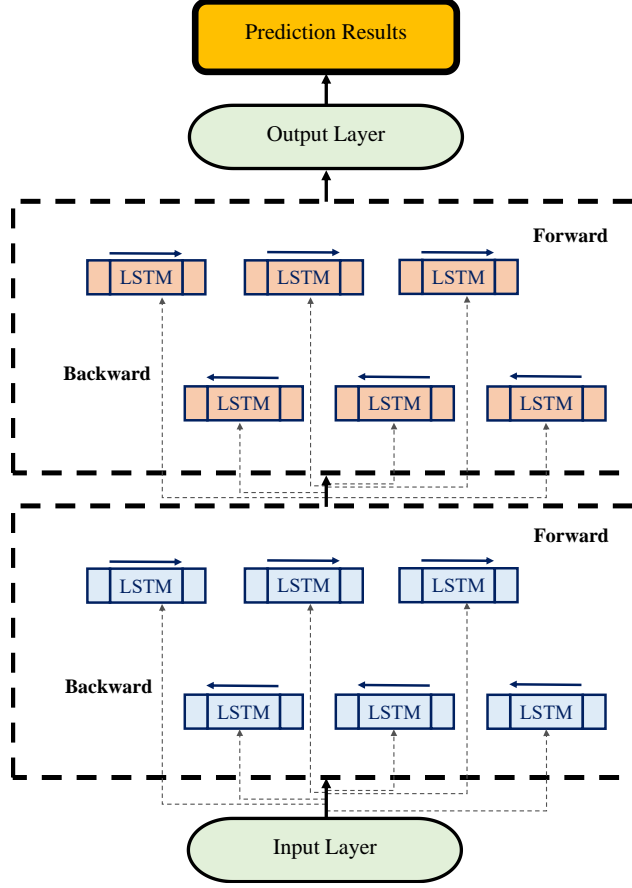 Prediction Results
Output Layer
Forward
LSTM LSTM LSTM
Backward
LSTM LSTM LSTM
Forward
LSTM LSTM LSTM
Backward
LSTM LSTM LSTM
Input Layer